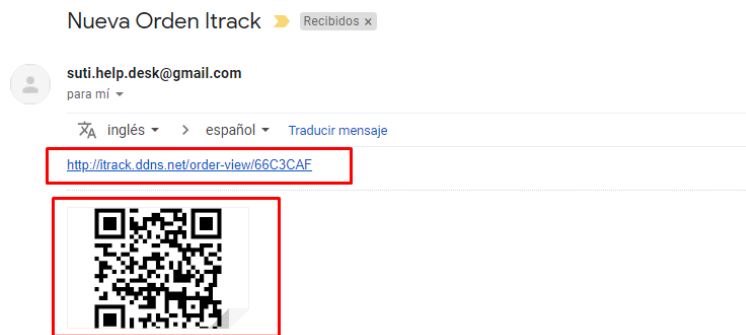 Nueva Orden Itrack
Recibidos x
suti.help.desk@gmail.com
para mí
inglés > español Traducir mensaje
http://itrack.ddns.net/order-view/66C3CAF